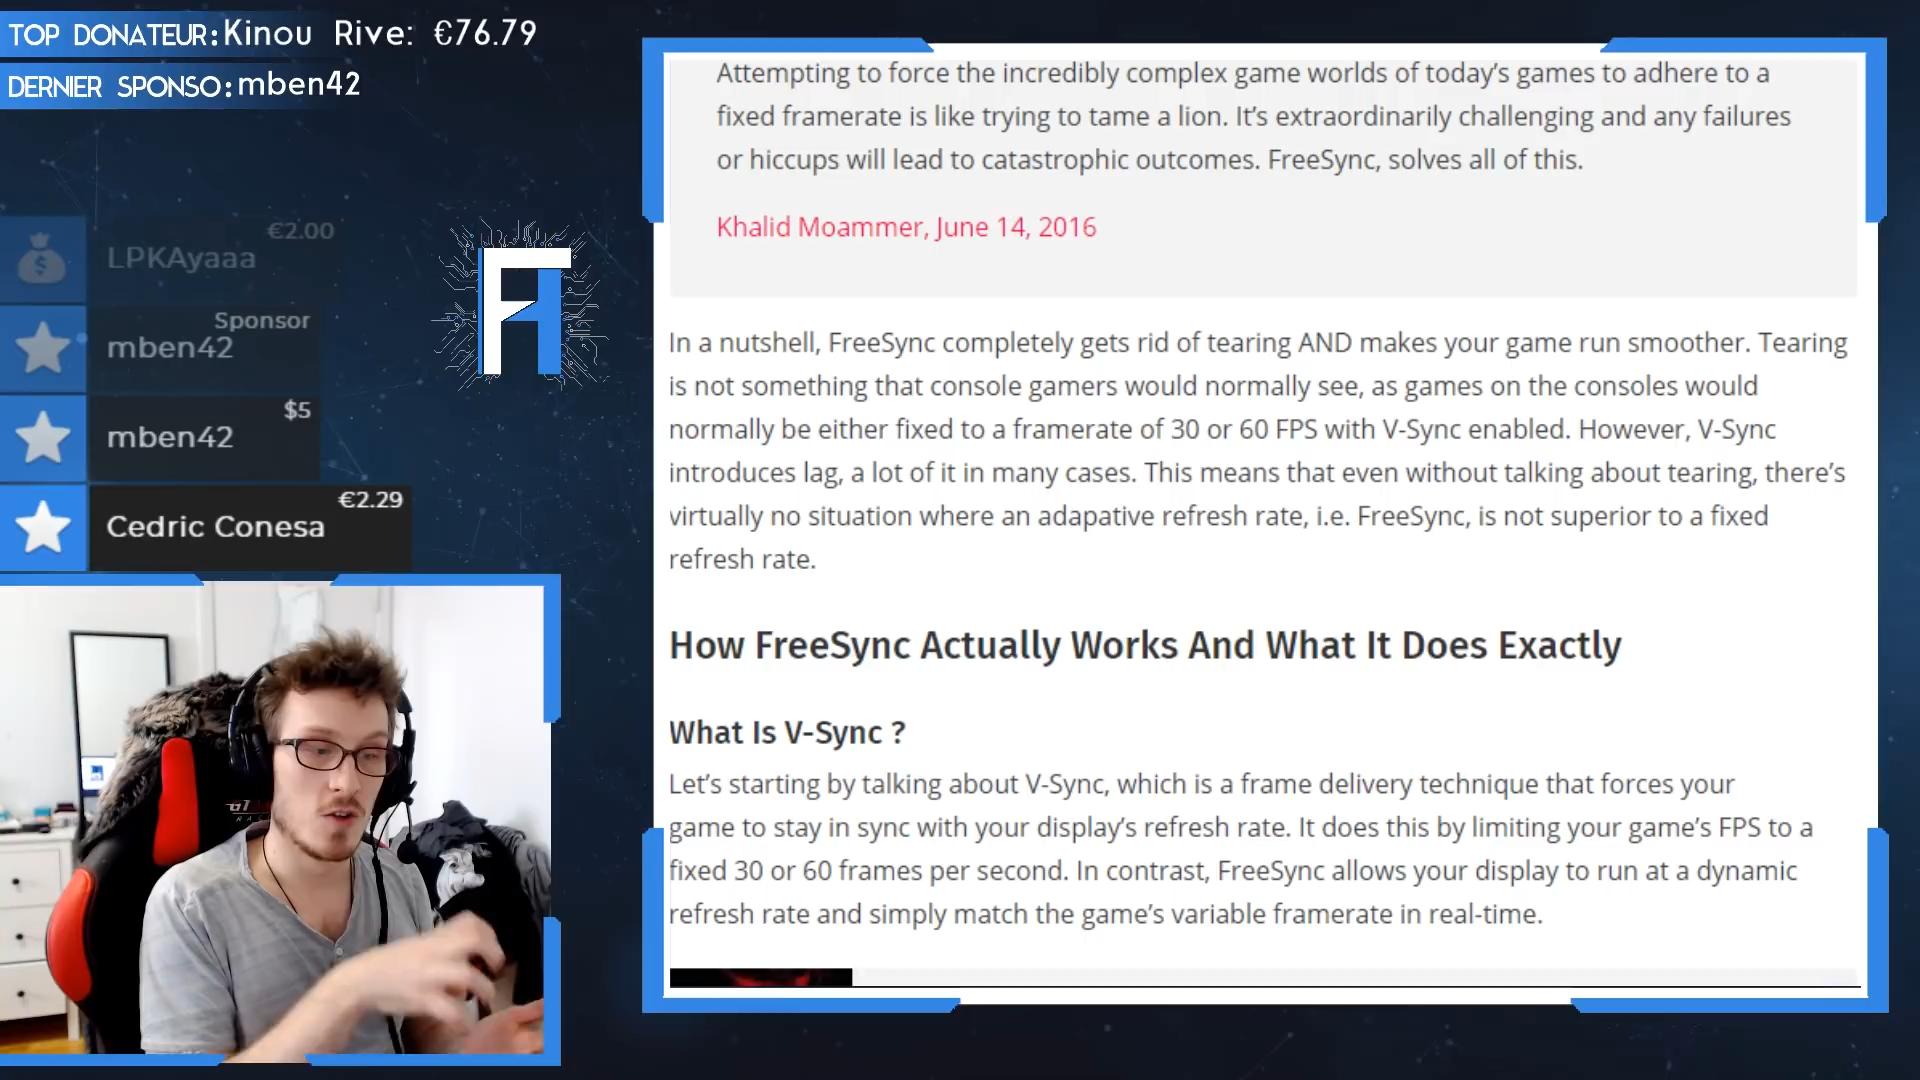 TOP DONATEUR:Kinou Rive: €76.79
DERNIER SPONSO:mben42
€2.00
LPKAyaaa
Sponsor
mben42
$5
mben42
€2.29
Cedric Conesa
Attempting to force the incredibly complex game worlds of today’s games to adhere to a
fixed framerate is like trying to tame a lion. It’s extraordinarily challenging and any failures
or hiccups will lead to catastrophic outcomes. FreeSync, solves all of this.
Khalid Moammer, June 14, 2016
In a nutshell, FreeSync completely gets rid of tearing AND makes your game run smoother. Tearing
is not something that console gamers would normally see, as games on the consoles would
normally be either fixed to a framerate of 30 or 60 FPS with V-Sync enabled. However, V-Sync
introduces lag, a lot of it in many cases. This means that even without talking about tearing, there’s
virtually no situation where an adapative refresh rate, i.e. FreeSync, is not superior to a fixed
refresh rate.
How FreeSync Actually Works And What It Does Exactly
What Is V-Sync ?
Let’s starting by talking about V-Sync, which is a frame delivery technique that forces your
game to stay in sync with your display’s refresh rate. It does this by limiting your game’s FPS to a
fixed 30 or 60 frames per second. In contrast, FreeSync allows your display to run at a dynamic
refresh rate and simply match the game’s variable framerate in real-time.